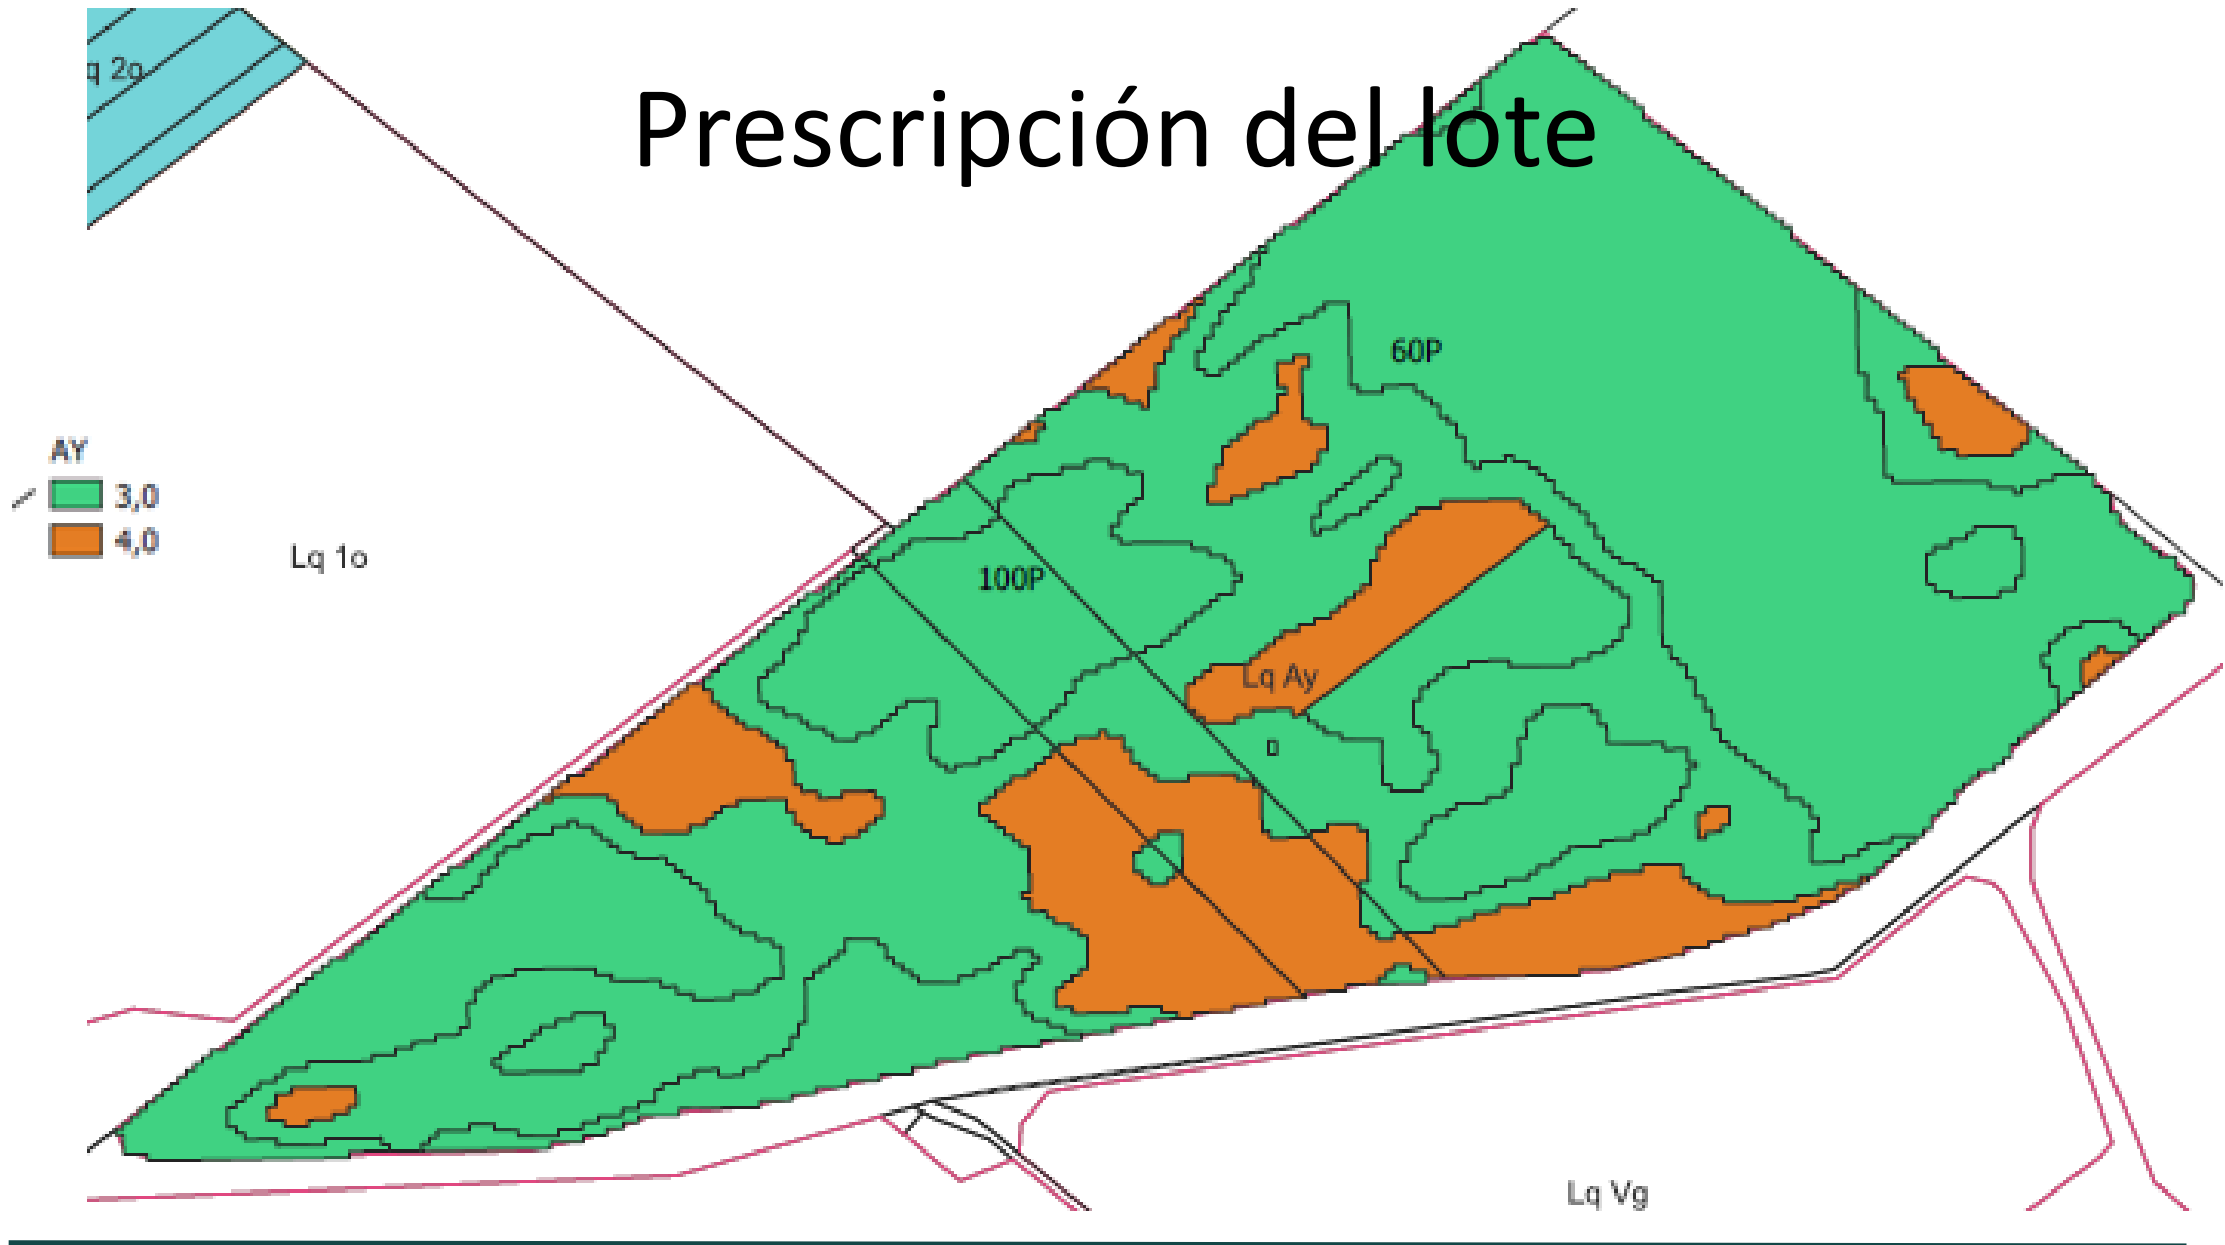 Prescripción del lote
q 2o
60P
AY
3,0
4,0
Lq 1o
100P
Lq Ay
Lq Vg